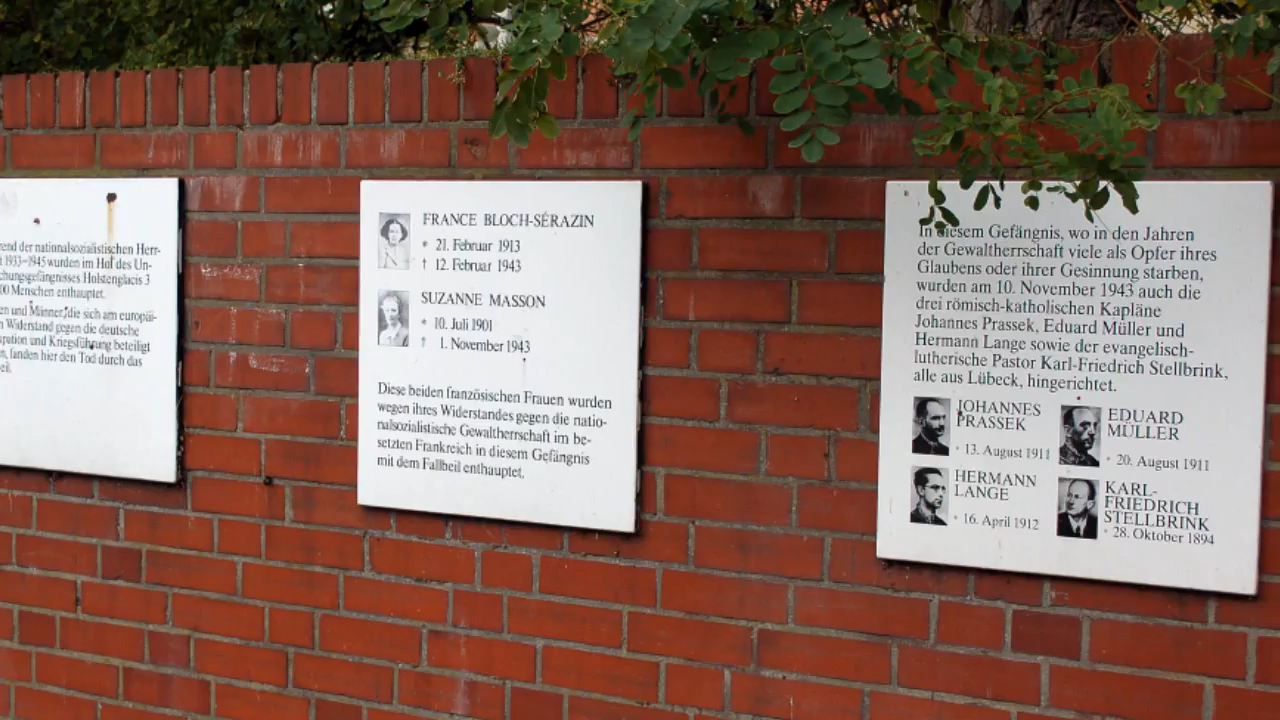 rend der nationalsozialistischen Herr-
1933–1945 wurden im Hof des Un-
chungsgefängnisses Holstenglacis 3
00 Menschen enthauptet.
en und Männer, die sich am europäi-
n Widerstand gegen die deutsche
pation und Kriegsführung beteiligt
n, fanden hier den Tod durch das
eil.
FRANCE BLOCH-SÉRAZIN
* 21. Februar 1913
† 12. Februar 1943
SUZANNE MASSON
* 10. Juli 1901
† 1. November 1943
Diese beiden französischen Frauen wurden
wegen ihres Widerstandes gegen die natio-
nalsozialistische Gewaltherrschaft im be-
setzten Frankreich in diesem Gefängnis
mit dem Fallbeil enthauptet.
In diesem Gefängnis, wo in den Jahren
der Gewaltherrschaft viele als Opfer ihres
Glaubens oder ihrer Gesinnung starben,
wurden am 10. November 1943 auch die
drei römisch-katholischen Kapläne
Johannes Prassek, Eduard Müller und
Hermann Lange sowie der evangelisch-
lutherische Pastor Karl-Friedrich Stellbrink,
alle aus Lübeck, hingerichtet.
JOHANNES
PRASSEK
* 13. August 1911
EDUARD
MÜLLER
* 20. August 1911
HERMANN
LANGE
* 16. April 1912
KARL-
FRIEDRICH
STELLBRINK
* 28. Oktober 1894